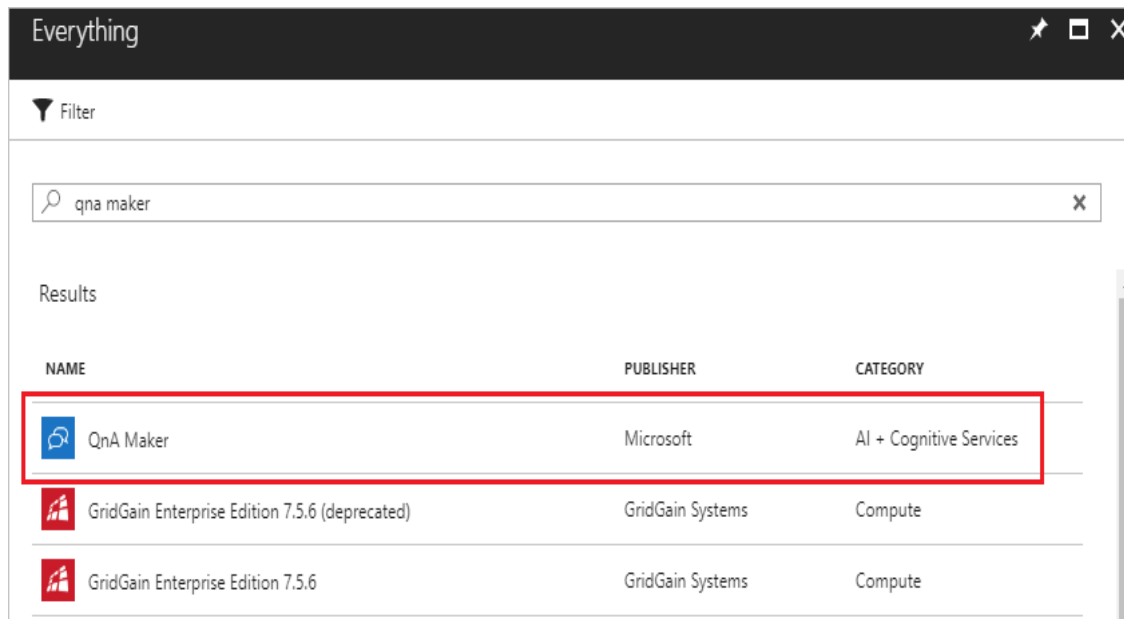 Everything
Filter
qna maker
Results
NAME PUBLISHER CATEGORY
QnA Maker Microsoft AI + Cognitive Services
GridGain Enterprise Edition 7.5.6 (deprecated) GridGain Systems Compute
GridGain Enterprise Edition 7.5.6 GridGain Systems Compute